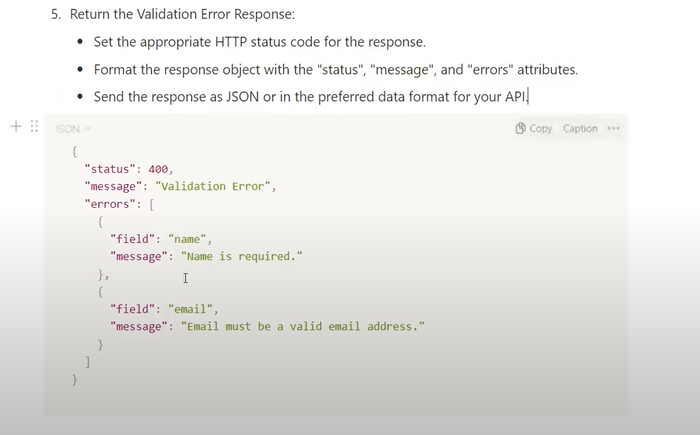 5. Return the Validation Error Response:
• Set the appropriate HTTP status code for the response.
• Format the response object with the "status", "message", and "errors" attributes.
• Send the response as JSON or in the preferred data format for your API.
JSON
Copy Caption •••
{
"status": 400,
"message": "Validation Error",
"errors": [
{
"field": "name",
"message": "Name is required."
},
{
"field": "email",
"message": "Email must be a valid email address."
}
]
}